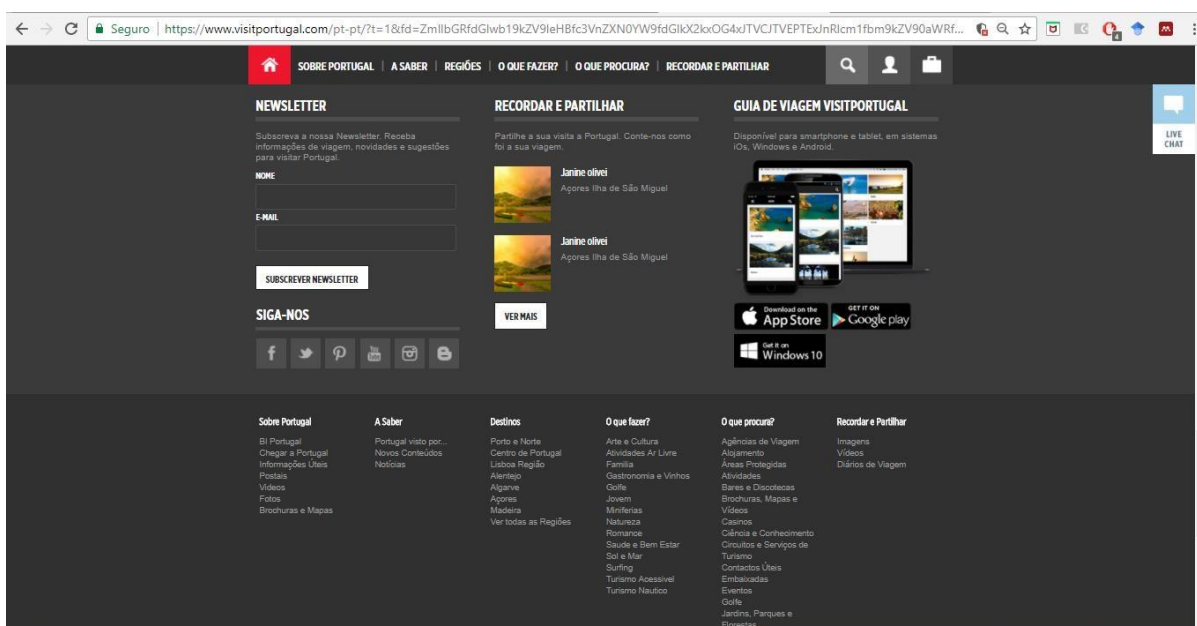 Seguro
https://www.visitportugal.com/pt-pt/?t=1&fd=ZmllbGRfdGlwb19kZV9leHBfc3VnZXN0YW9fdGlkX2kxOG4xJTVCJTVEPTExJnRlcm1fbm9kZV90aWRf...
SOBRE PORTUGAL | A SABER | REGIÕES | O QUE FAZER? | O QUE PROCURA? | RECORDAR E PARTILHAR
NEWSLETTER
Subscreva a nossa Newsletter. Receba
informações de viagem, novidades e sugestões
para visitar Portugal.
NOME
E-MAIL
SUBSCREVER NEWSLETTER
SIGA-NOS
RECORDAR E PARTILHAR
Partilhe a sua visita a Portugal. Conte-nos como
foi a sua viagem.
Janine olivei
Açores Ilha de São Miguel
Janine olivei
Açores Ilha de São Miguel
VER MAIS
GUIA DE VIAGEM VISITPORTUGAL
Disponível para smartphone e tablet, em sistemas
iOs, Windows e Android.
Download on the
App Store
GET IT ON
Google play
Get it on
Windows 10
LIVE
CHAT
Sobre Portugal
BI Portugal
Chegar a Portugal
Informações Úteis
Postais
Videos
Fotos
Brochuras e Mapas
A Saber
Portugal visto por...
Novos Conteúdos
Notícias
Destinos
Porto e Norte
Centro de Portugal
Lisboa Região
Alentejo
Algarve
Açores
Madeira
Ver todas as Regiões
O que fazer?
Arte e Cultura
Atividades Ar Livre
Familia
Gastronomia e Vinhos
Golfe
Jovem
Miniferias
Natureza
Romance
Saude e Bem Estar
Sol e Mar
Surfing
Turismo Acessivel
Turismo Nautico
O que procura?
Agências de Viagem
Alojamento
Áreas Protegidas
Atividades
Bares e Discotecas
Brochuras, Mapas e
Vídeos
Casinos
Ciência e Conhecimento
Circuitos e Serviços de
Turismo
Contactos Úteis
Embaixadas
Eventos
Golfe
Jardins, Parques e
Florestas
Recordar e Partilhar
Imagens
Vídeos
Diários de Viagem